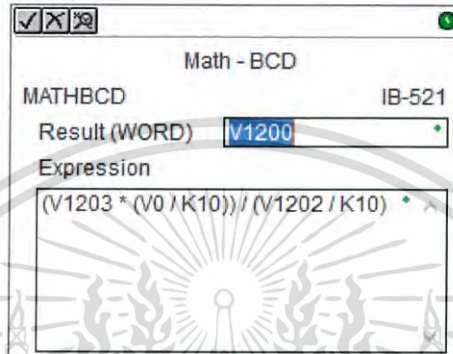 Math - BCD
MATHBCD IB-521
Result (WORD) V1200
Expression
(V1203 * (V0 / K10)) / (V1202 / K10)